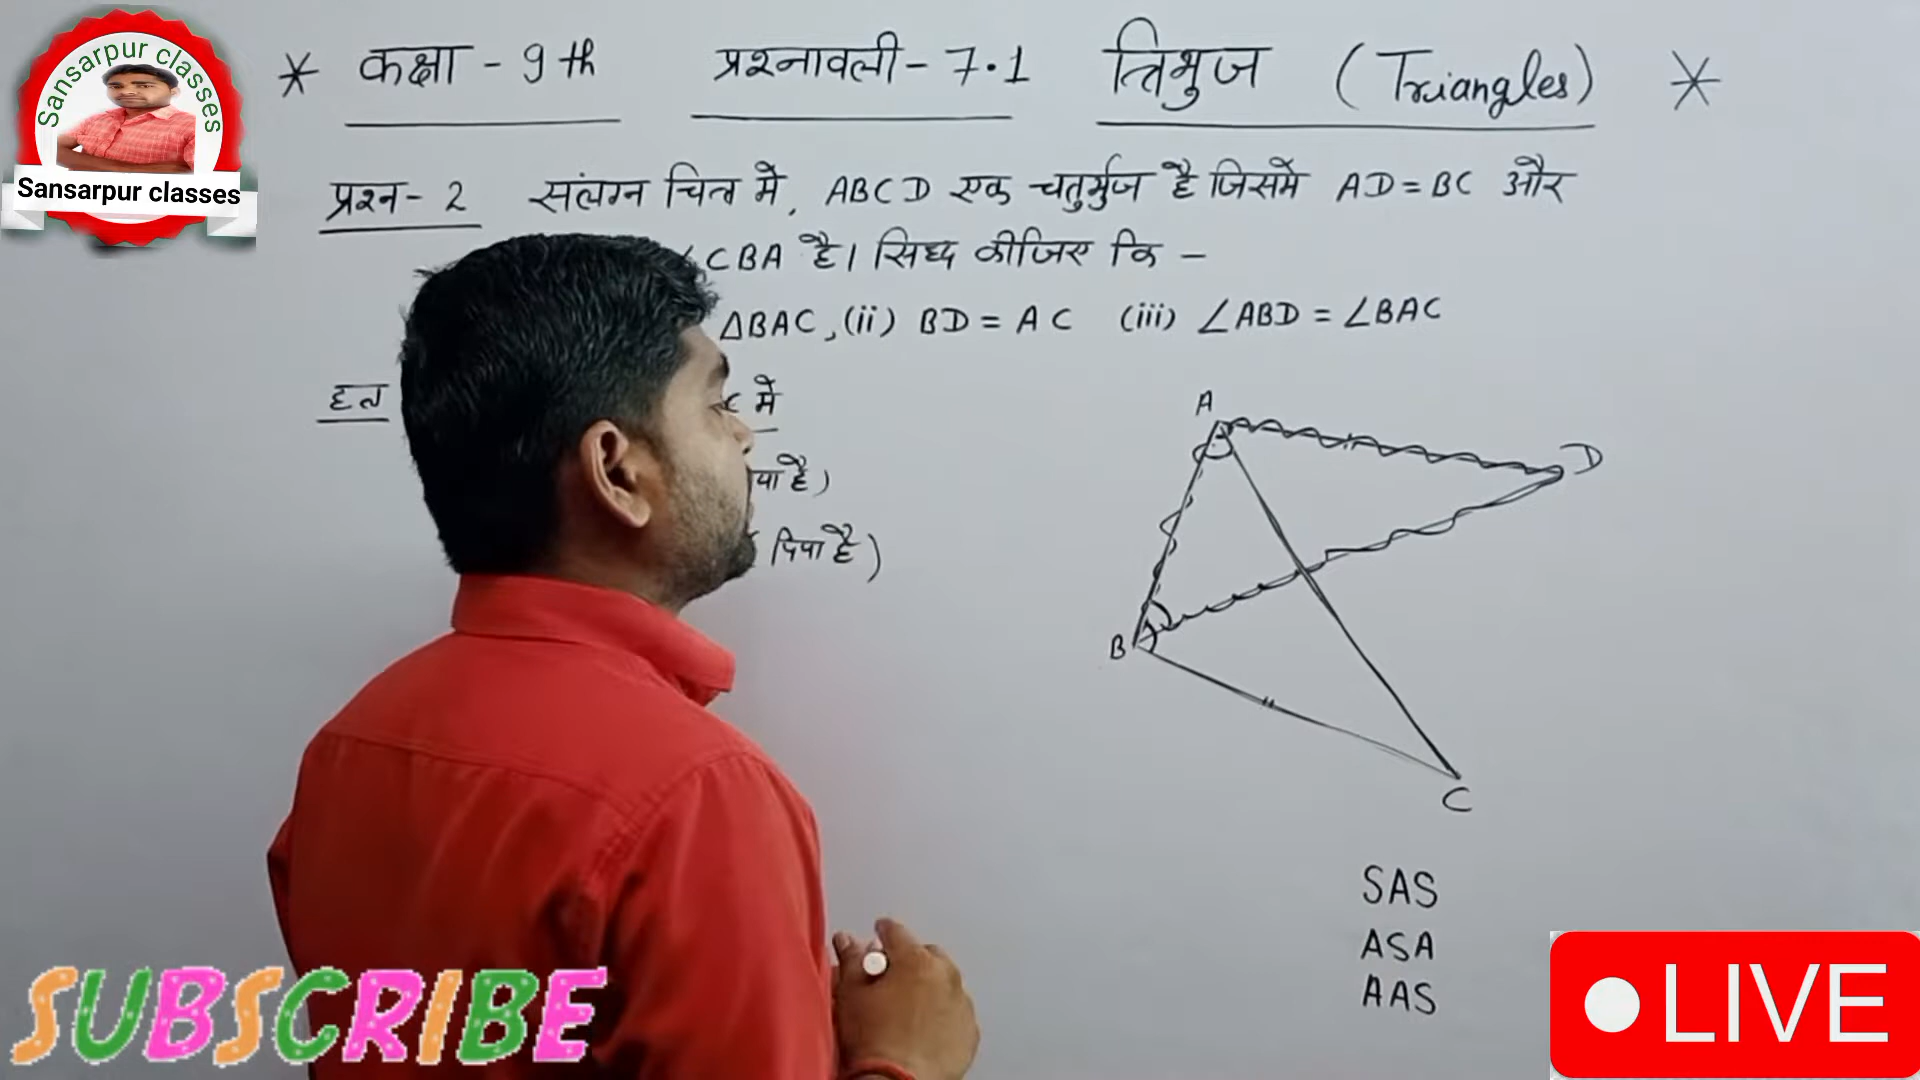 Sansarpur classes
Sansarpur classes
* कक्षा - 9 th प्रश्नावली - 7.1 त्रिभुज (Triangles) *
प्रश्न - 2 संलग्न चित्र में, ABCD एक चतुर्भुज है जिसमें AD = BC और
CBA है। सिद्ध कीजिए कि -
ΔBAC, (ii) BD = AC (iii) ∠ABD = ∠BAC
हल में
है)
दिया है)
A
D
B
C
SAS
ASA
AAS
SUBSCRIBE
LIVE